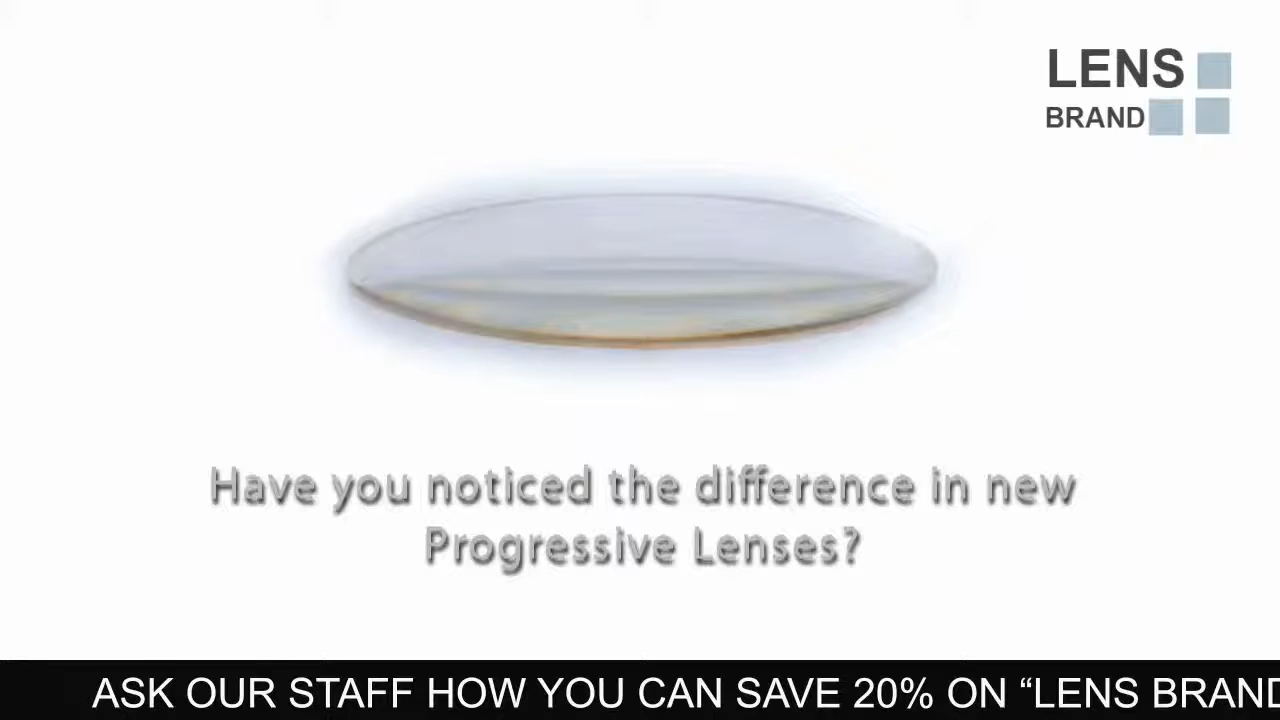 LENS
BRAND
Have you noticed the difference in new
Progressive Lenses?
ASK OUR STAFF HOW YOU CAN SAVE 20% ON “LENS BRAND